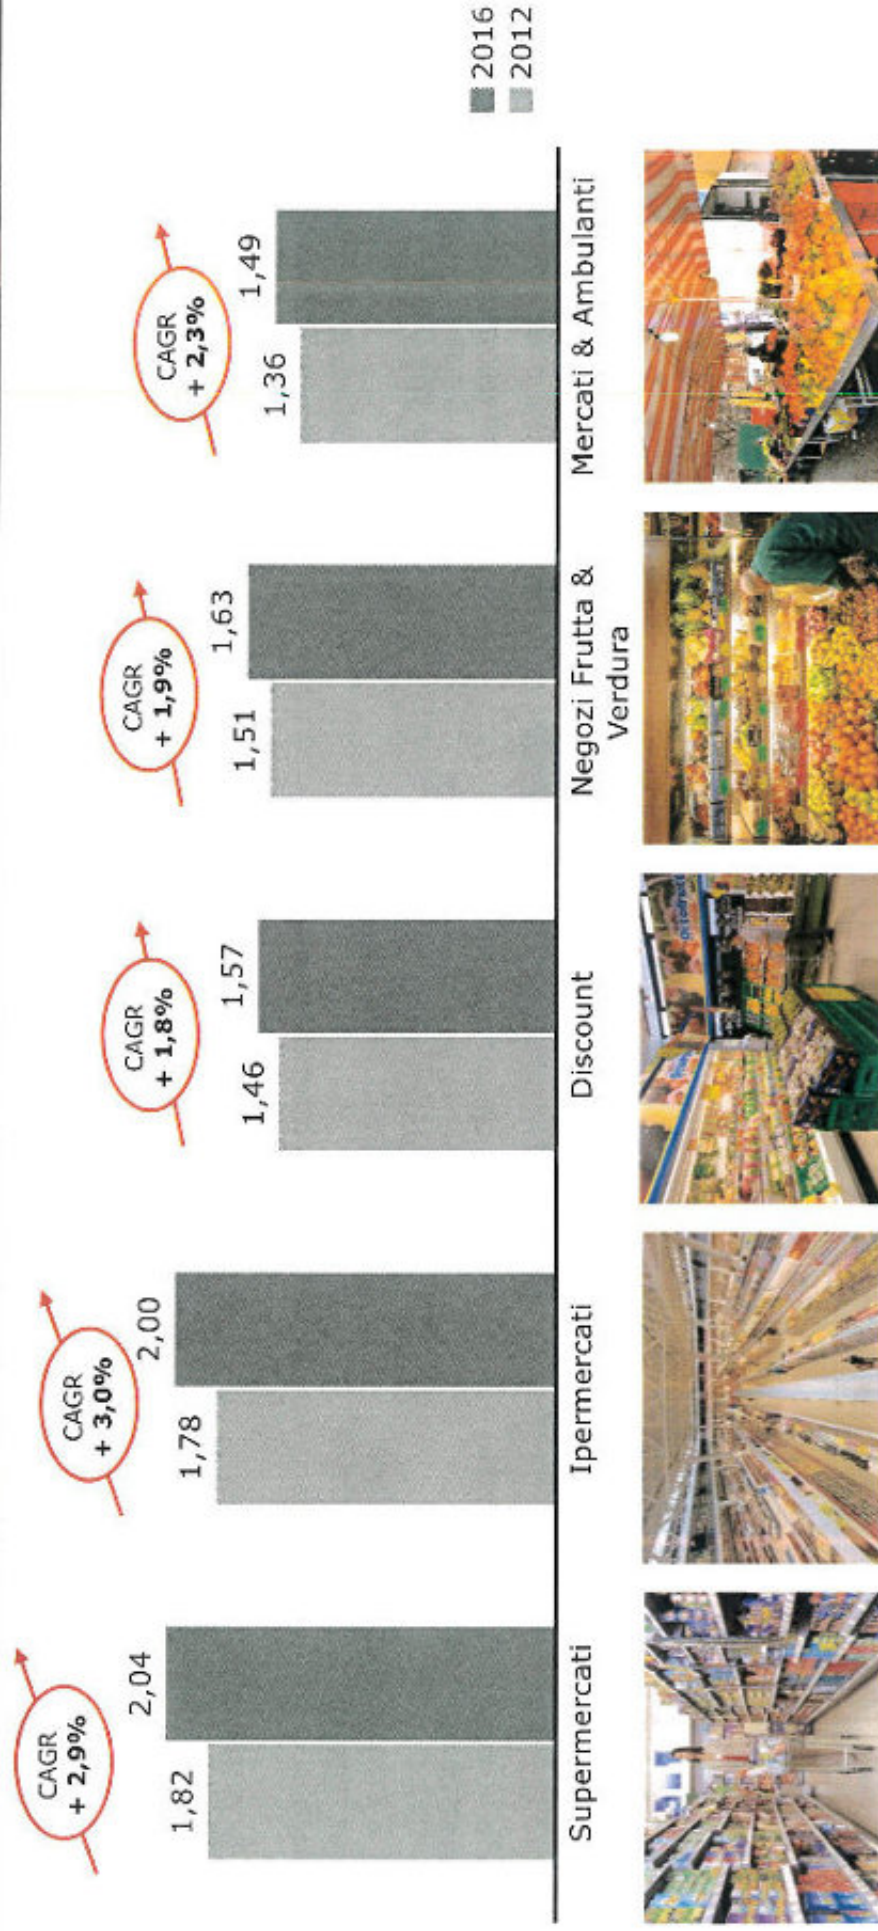 CAGR
+ 2,9%
1,82
2,04
Supermercati
CAGR
+ 3,0%
1,78
2,00
Ipermercati
CAGR
+ 1,8%
1,46
1,57
Discount
CAGR
+ 1,9%
1,51
1,63
Negozi Frutta &
Verdura
CAGR
+ 2,3%
1,36
1,49
Mercati & Ambulanti
2016
2012